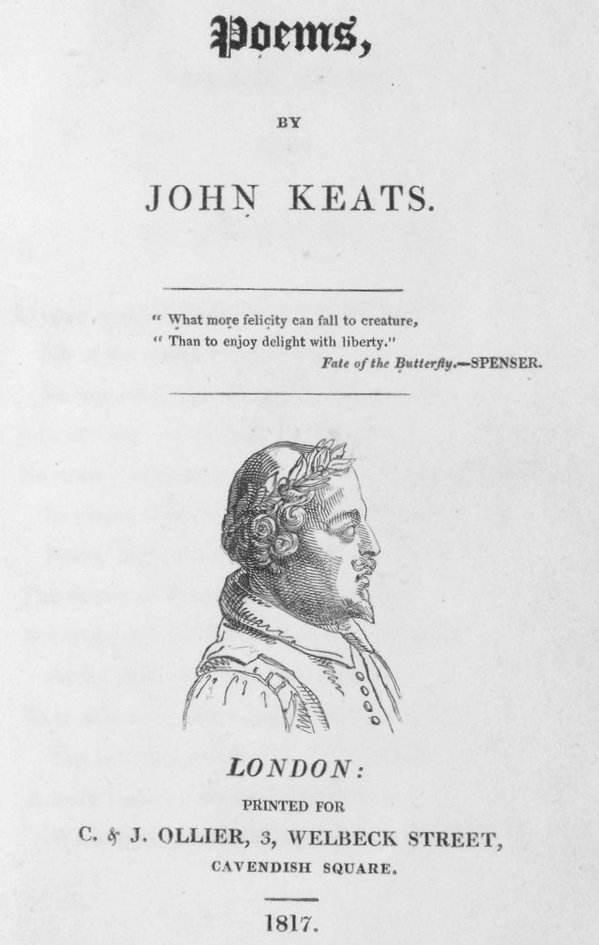 Poems,
BY
JOHN KEATS.
“ What more felicity can fall to creature,
“ Than to enjoy delight with liberty.”
Fate of the Butterfly.—SPENSER.
LONDON:
PRINTED FOR
C. & J. OLLIER, 3, WELBECK STREET,
CAVENDISH SQUARE.
1817.